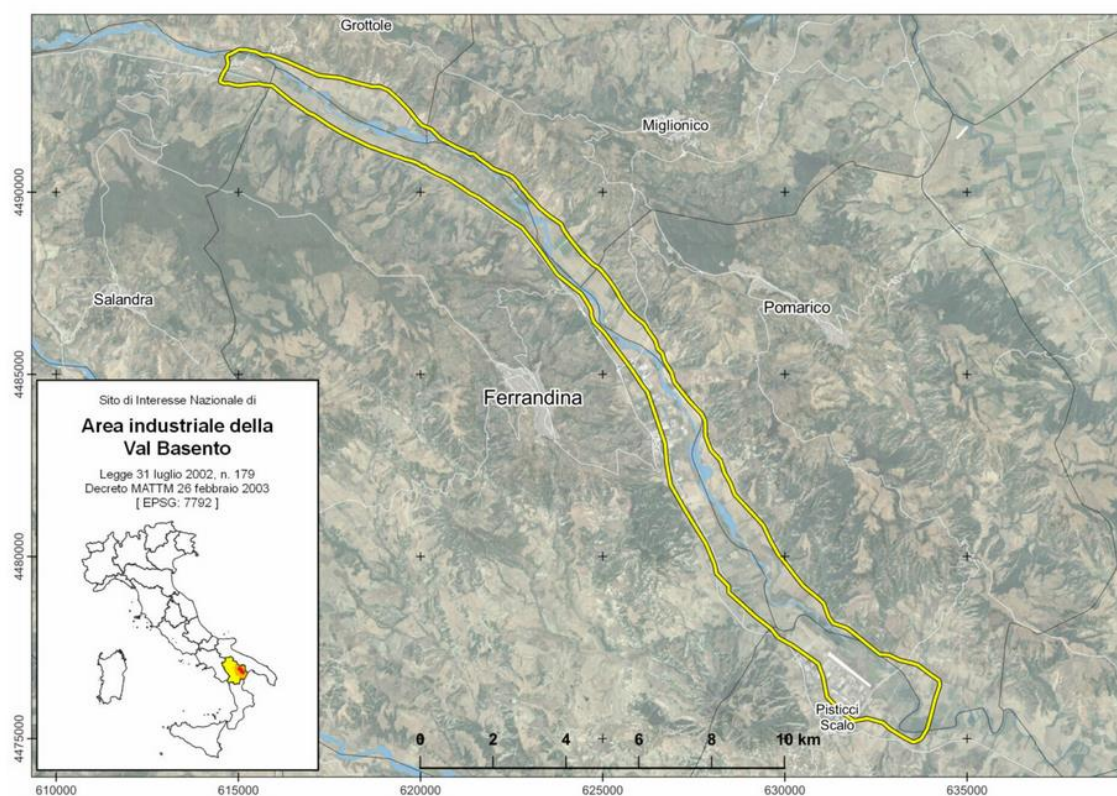 Grottole
Miglionico
4490000
Salandra
Pomarico
4485000
Ferrandina
Sito di Interesse Nazionale di
Area industriale della
Val Basento
Legge 31 luglio 2002, n. 179
Decreto MATTM 26 febbraio 2003
[ EPSG: 7792 ]
4480000
Pisticci
Scalo
4475000
0 2 4 6 8 10 km
610000 615000 620000 625000 630000 635000